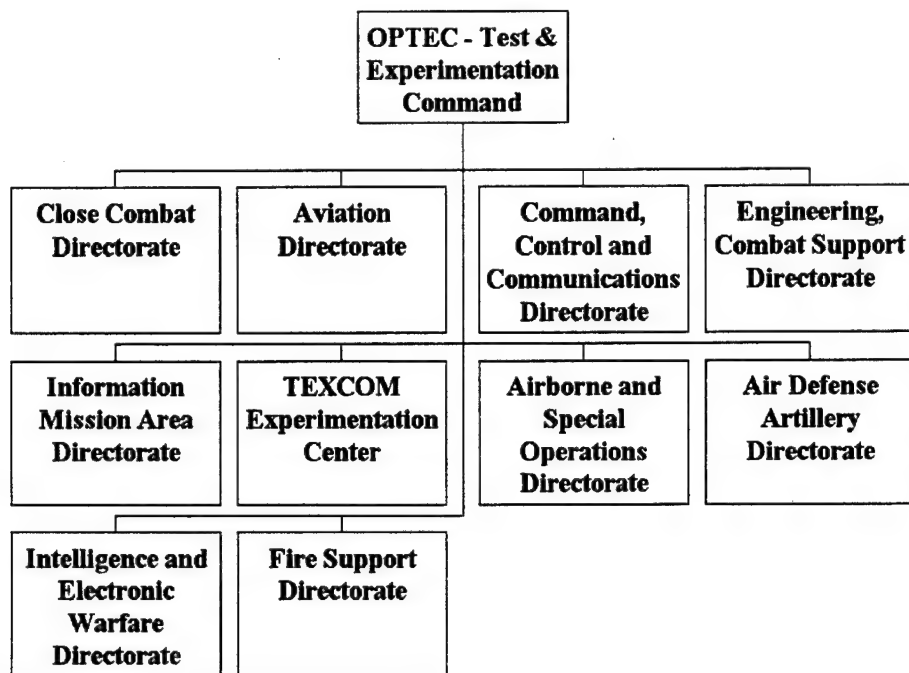 OPTEC - Test &
Experimentation
Command
Close Combat
Directorate
Aviation
Directorate
Command,
Control and
Communications
Directorate
Engineering,
Combat Support
Directorate
Information
Mission Area
Directorate
TEXCOM
Experimentation
Center
Airborne and
Special
Operations
Directorate
Air Defense
Artillery
Directorate
Intelligence and
Electronic
Warfare
Directorate
Fire Support
Directorate